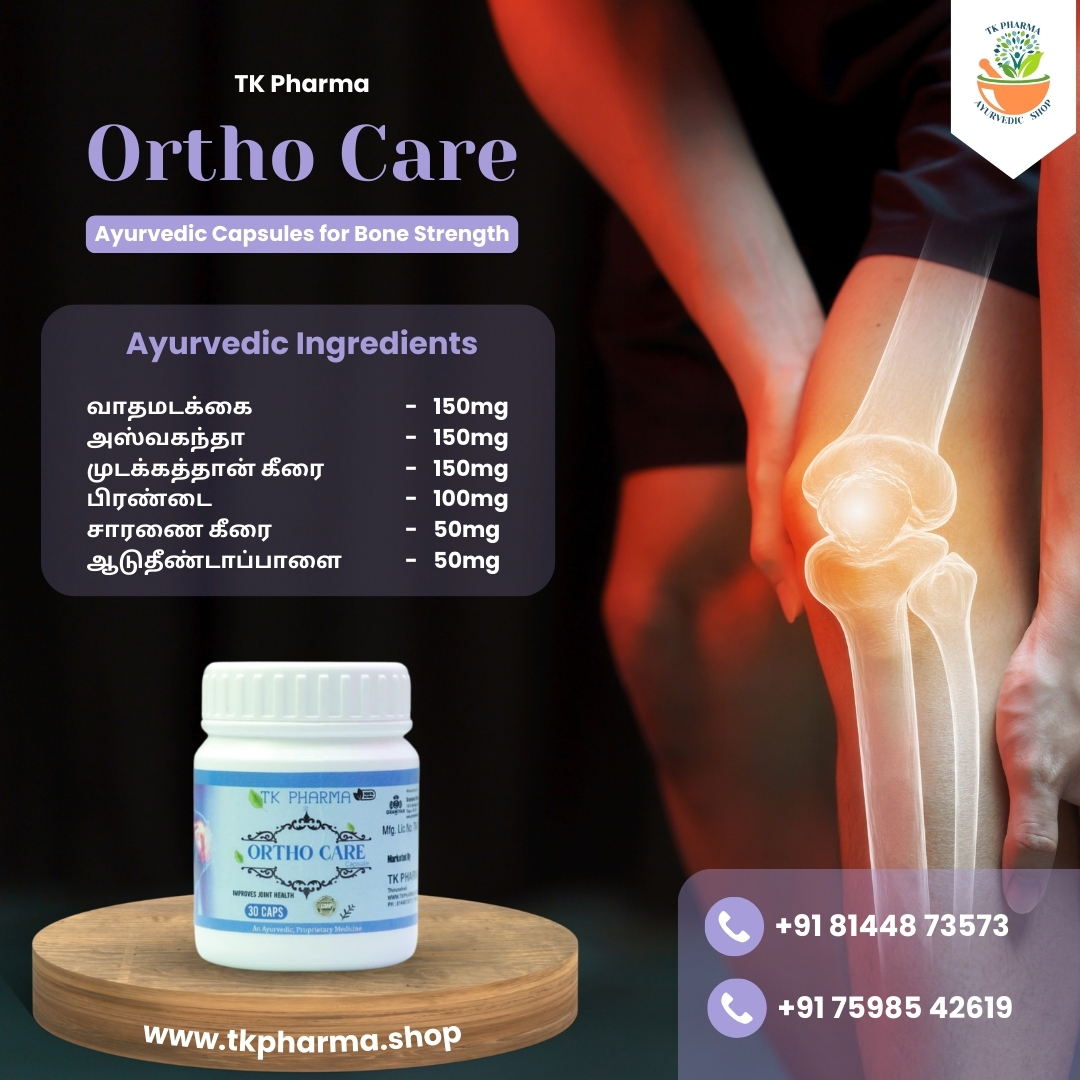 TK PHARMA
AYURVEDIC SHOP
TK Pharma
Ortho Care
Ayurvedic Capsules for Bone Strength
Ayurvedic Ingredients
வாதமடக்கை - 150mg
அஸ்வகந்தா - 150mg
முடக்கத்தான் கீரை - 150mg
பிரண்டை - 100mg
சாரணை கீரை - 50mg
ஆடுதீண்டாப்பாளை - 50mg
TK PHARMA
ORTHO CARE
Capsule
IMPROVES JOINT HEALTH
30 CAPS
An Ayurvedic, Proprietary Medicine
Mfg. Lic. No:
Marketed By
TK PHAR
www.tkpharma.shop
+91 81448 73573
+91 75985 42619